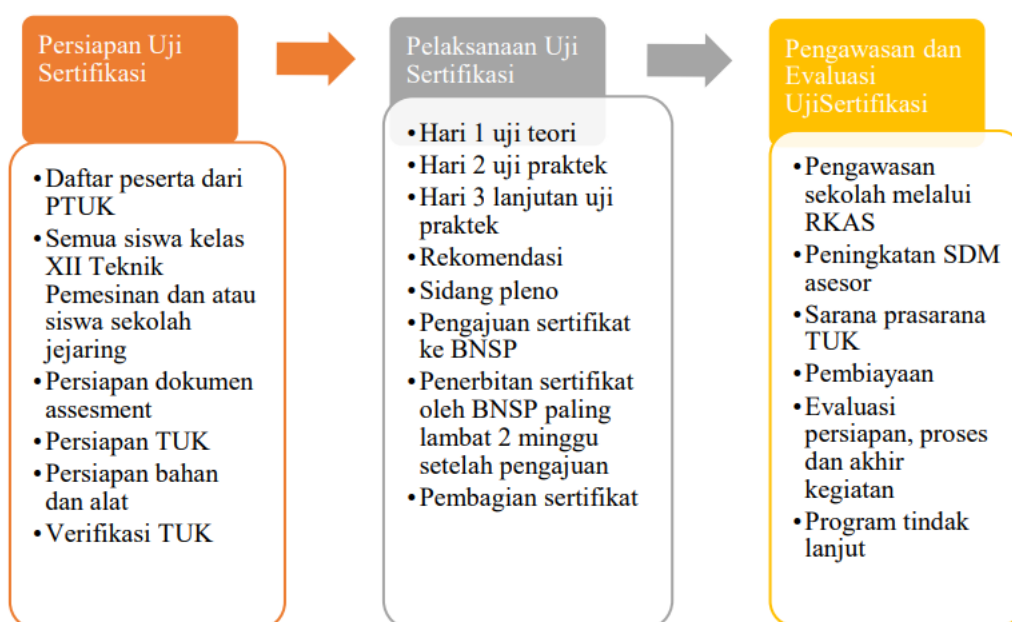 Persiapan Uji
Sertifikasi
•Daftar peserta dari
PTUK
•Semua siswa kelas
XII Teknik
Pemesinan dan atau
siswa sekolah
jejaring
•Persiapan dokumen
assesment
•Persiapan TUK
•Persiapan bahan
dan alat
•Verifikasi TUK
Pelaksanaan Uji
Sertifikasi
•Hari 1 uji teori
•Hari 2 uji praktek
•Hari 3 lanjutan uji
praktek
•Rekomendasi
•Sidang pleno
•Pengajuan sertifikat
ke BNSP
•Penerbitan sertifikat
oleh BNSP paling
lambat 2 minggu
setelah pengajuan
•Pembagian sertifikat
Pengawasan dan
Evaluasi
UjiSertifikasi
•Pengawasan
sekolah melalui
RKAS
•Peningkatan SDM
asesor
•Sarana prasarana
TUK
•Pembiayaan
•Evaluasi
persiapan, proses
dan akhir
kegiatan
•Program tindak
lanjut